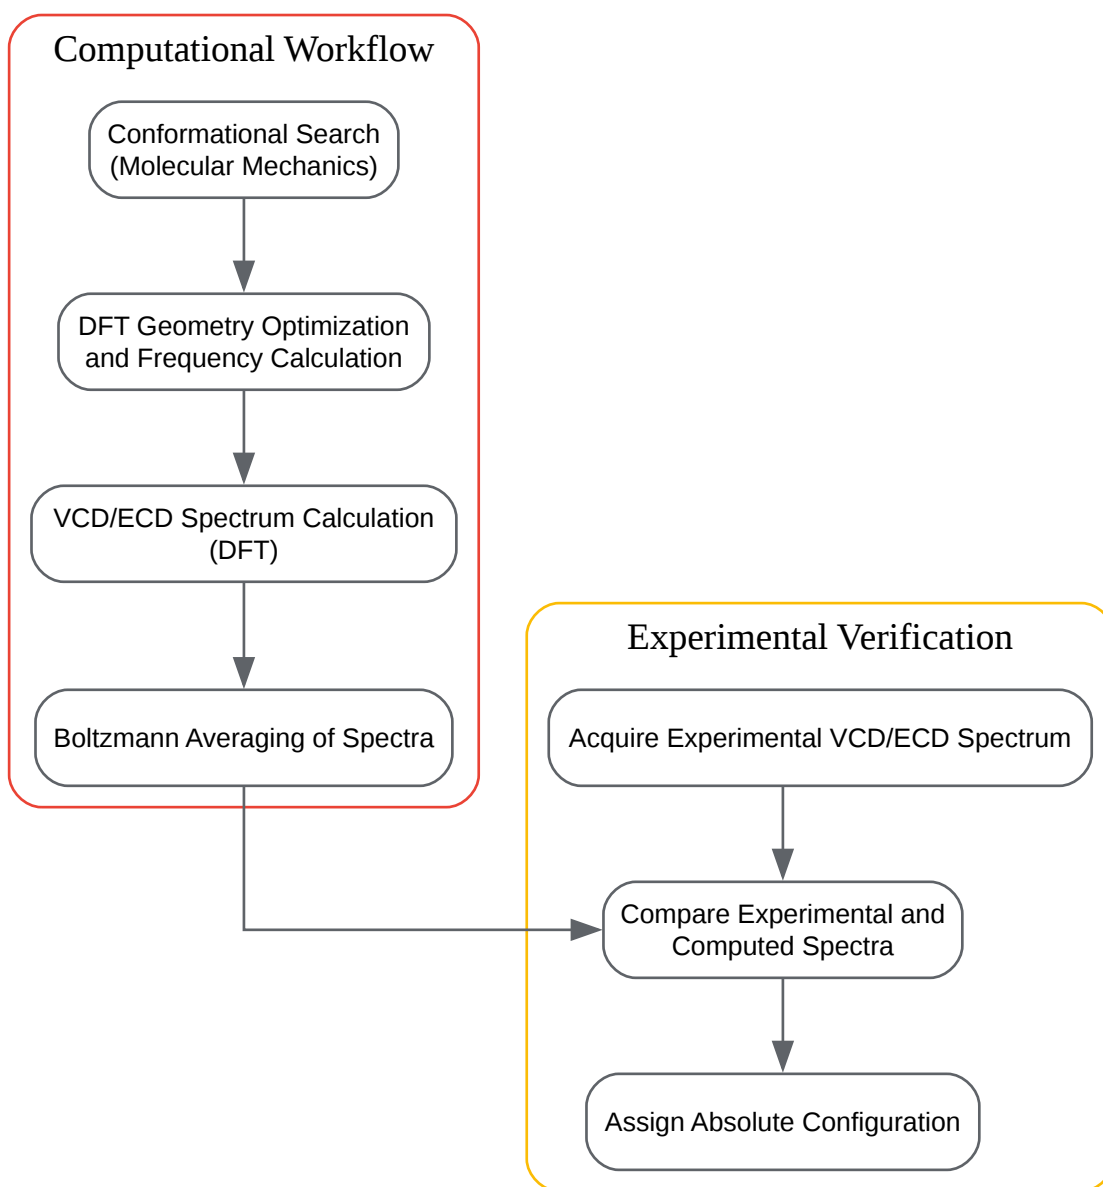 Computational Workflow
Conformational Search
(Molecular Mechanics)
DFT Geometry Optimization
and Frequency Calculation
VCD/ECD Spectrum Calculation
(DFT)
Boltzmann Averaging of Spectra
Experimental Verification
Acquire Experimental VCD/ECD Spectrum
Compare Experimental and
Computed Spectra
Assign Absolute Configuration